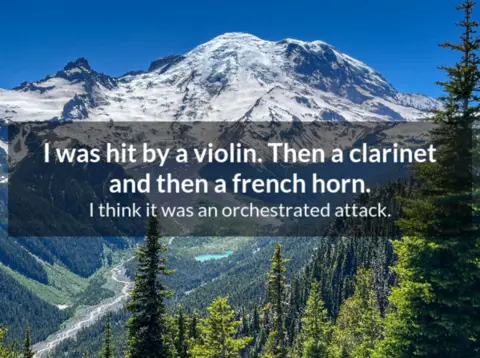 I was hit by a violin. Then a clarinet
and then a french horn.
I think it was an orchestrated attack.